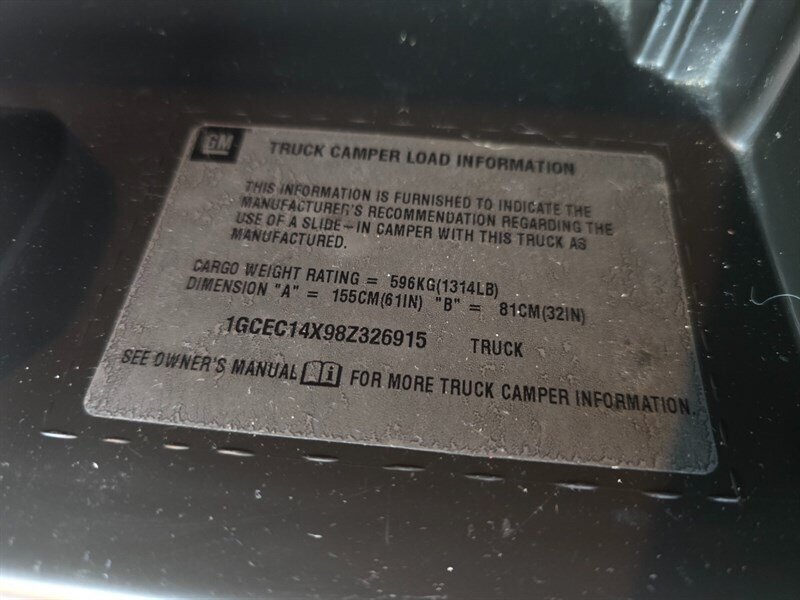 GM TRUCK CAMPER LOAD INFORMATION
THIS INFORMATION IS FURNISHED TO INDICATE THE
MANUFACTURER'S RECOMMENDATION REGARDING THE
USE OF A SLIDE-IN CAMPER WITH THIS TRUCK AS
MANUFACTURED.
CARGO WEIGHT RATING = 596KG(1314LB)
DIMENSION "A" = 155CM(61IN) "B" = 81CM(32IN)
1GCEC14X98Z326915 TRUCK
SEE OWNER'S MANUAL i FOR MORE TRUCK CAMPER INFORMATION.